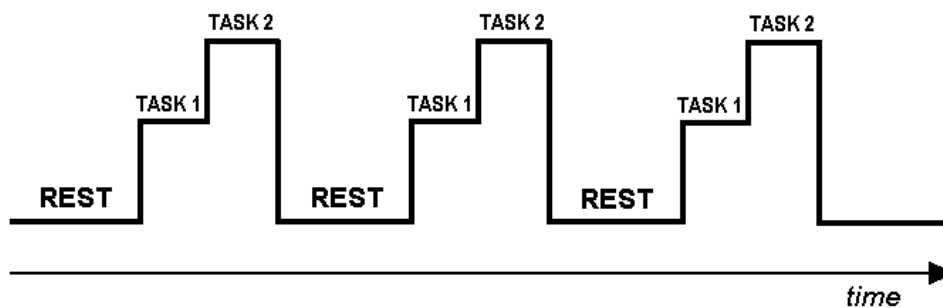 TASK 2 TASK 2 TASK 2
TASK 1 TASK 1 TASK 1
REST REST REST
time